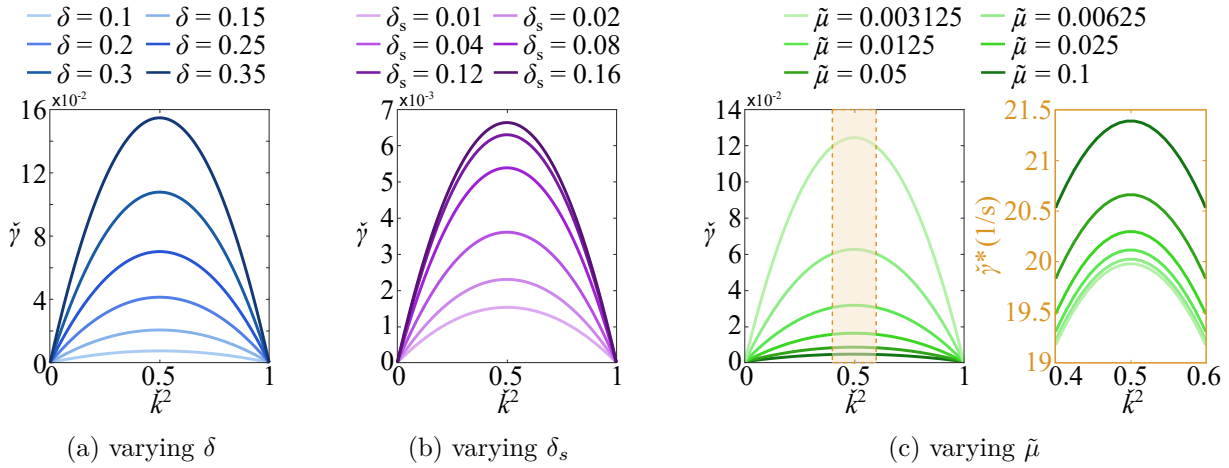 δ = 0.1 δ = 0.15
δ = 0.2 δ = 0.25
δ = 0.3 δ = 0.35
x10⁻²
16
12
8
4
0
γ̌
0 0.5 1
ǩ²
(a) varying δ
δₛ = 0.01 δₛ = 0.02
δₛ = 0.04 δₛ = 0.08
δₛ = 0.12 δₛ = 0.16
x10⁻³
7
6
5
4
3
2
1
0
γ̌
0 0.5 1
ǩ²
(b) varying δₛ
μ̃ = 0.003125 μ̃ = 0.00625
μ̃ = 0.0125 μ̃ = 0.025
μ̃ = 0.05 μ̃ = 0.1
x10⁻²
14
12
10
8
6
4
2
0
γ̌
0 0.5 1
ǩ²
21.5
21
20.5
20
19.5
19
γ̌* (1/s)
0.4 0.5 0.6
ǩ²
(c) varying μ̃